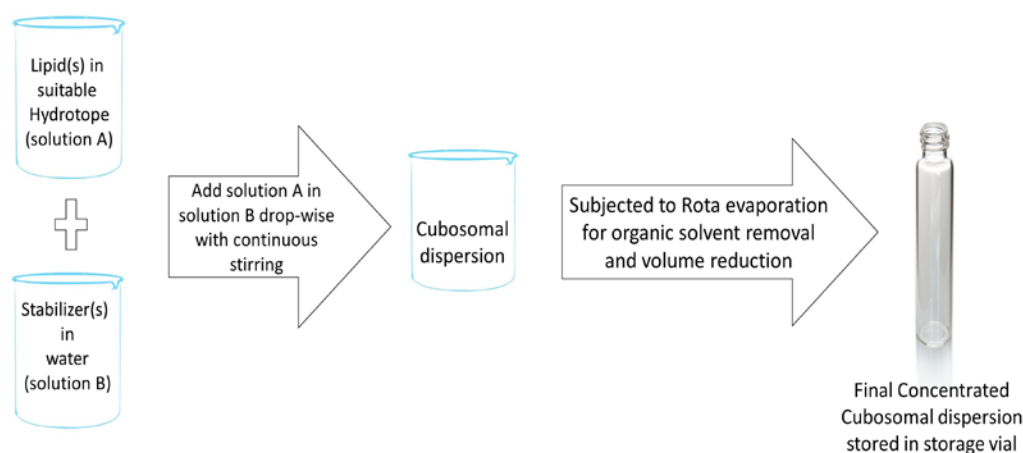 Lipid(s) in
suitable
Hydrotope
(solution A)
Stabilizer(s)
in
water
(solution B)
Add solution A in
solution B drop-wise
with continuous
stirring
Cubosomal
dispersion
Subjected to Rota evaporation
for organic solvent removal
and volume reduction
Final Concentrated
Cubosomal dispersion
stored in storage vial